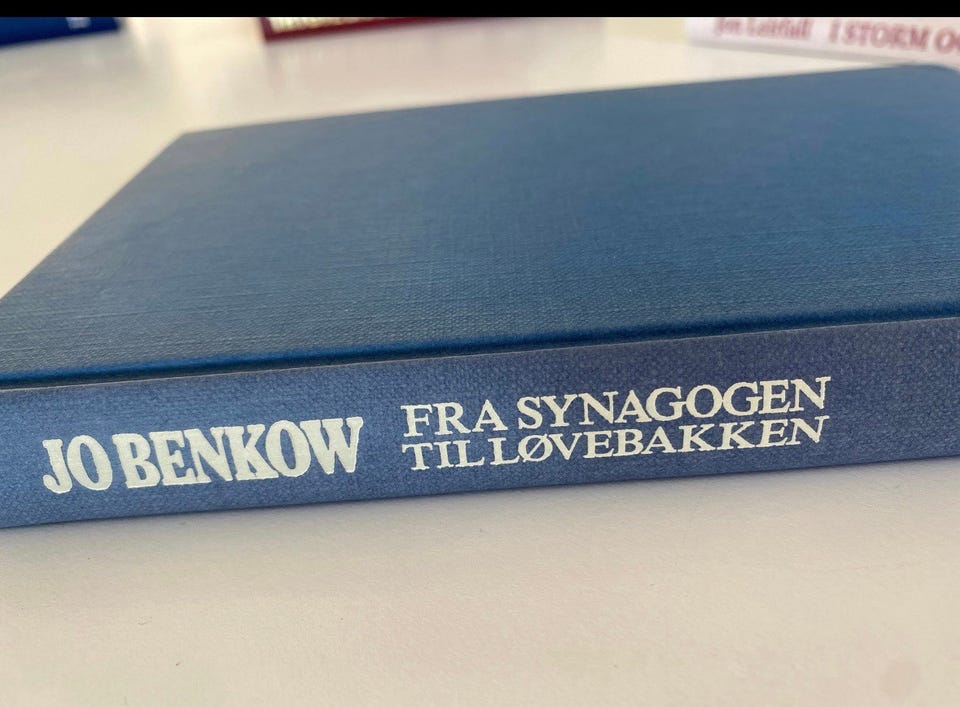 I STORM
JO BENKOW
FRA SYNAGOGEN
TIL LØVEBAKKEN